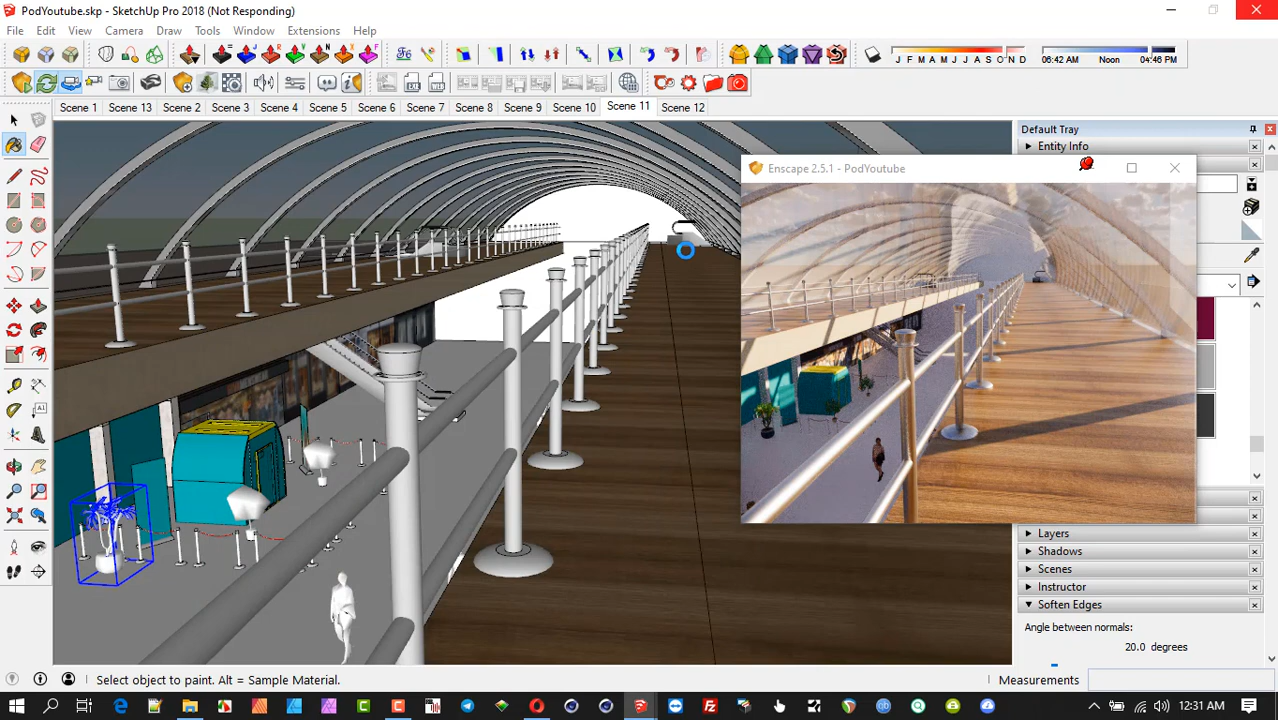 PodYoutube.skp - SketchUp Pro 2018 (Not Responding)
File Edit View Camera Draw Tools Window Extensions Help
J F M A M J J A S O N D
06:42 AM Noon 04:46 PM
Scene 1 Scene 13 Scene 2 Scene 3 Scene 4 Scene 5 Scene 6 Scene 7 Scene 8 Scene 9 Scene 10 Scene 11 Scene 12
Default Tray
Entity Info
Enscape 2.5.1 - PodYoutube
Layers
Shadows
Scenes
Instructor
Soften Edges
Angle between normals:
20.0 degrees
Select object to paint. Alt = Sample Material.
Measurements
12:31 AM